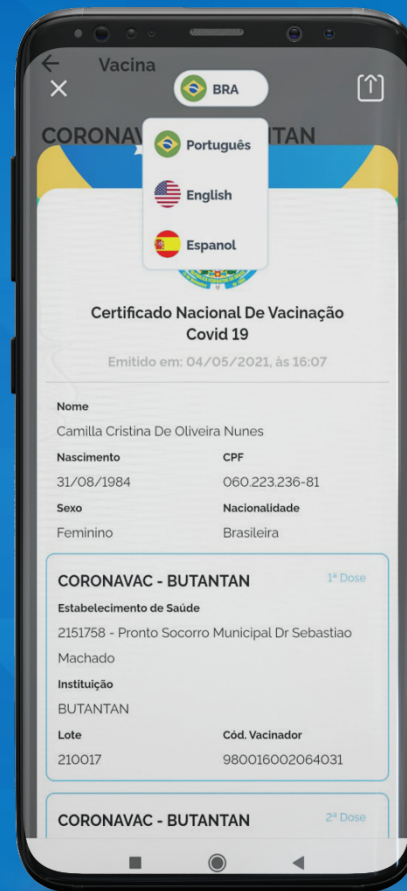 Vacina
BRA
CORONAV TAN
Português
English
Espanol
Certificado Nacional De Vacinação
Covid 19
Emitido em: 04/05/2021, às 16:07
Nome
Camilla Cristina De Oliveira Nunes
Nascimento CPF
31/08/1984 060.223.236-81
Sexo Nacionalidade
Feminino Brasileira
CORONAVAC - BUTANTAN 1ª Dose
Estabelecimento de Saúde
2151758 - Pronto Socorro Municipal Dr Sebastiao
Machado
Instituição
BUTANTAN
Lote Cód. Vacinador
210017 980016002064031
CORONAVAC - BUTANTAN 2ª Dose